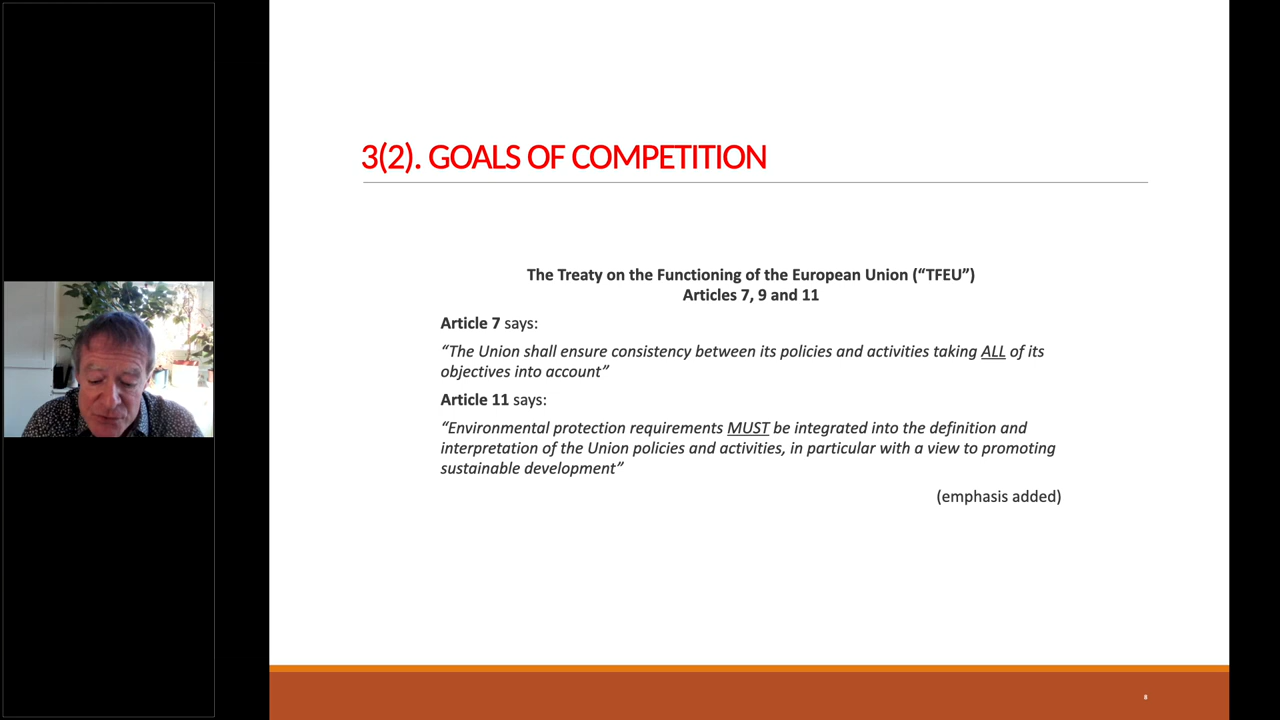 3(2). GOALS OF COMPETITION
The Treaty on the Functioning of the European Union (“TFEU”)
Articles 7, 9 and 11
Article 7 says:
“The Union shall ensure consistency between its policies and activities taking ALL of its
objectives into account”
Article 11 says:
“Environmental protection requirements MUST be integrated into the definition and
interpretation of the Union policies and activities, in particular with a view to promoting
sustainable development”
(emphasis added)
8